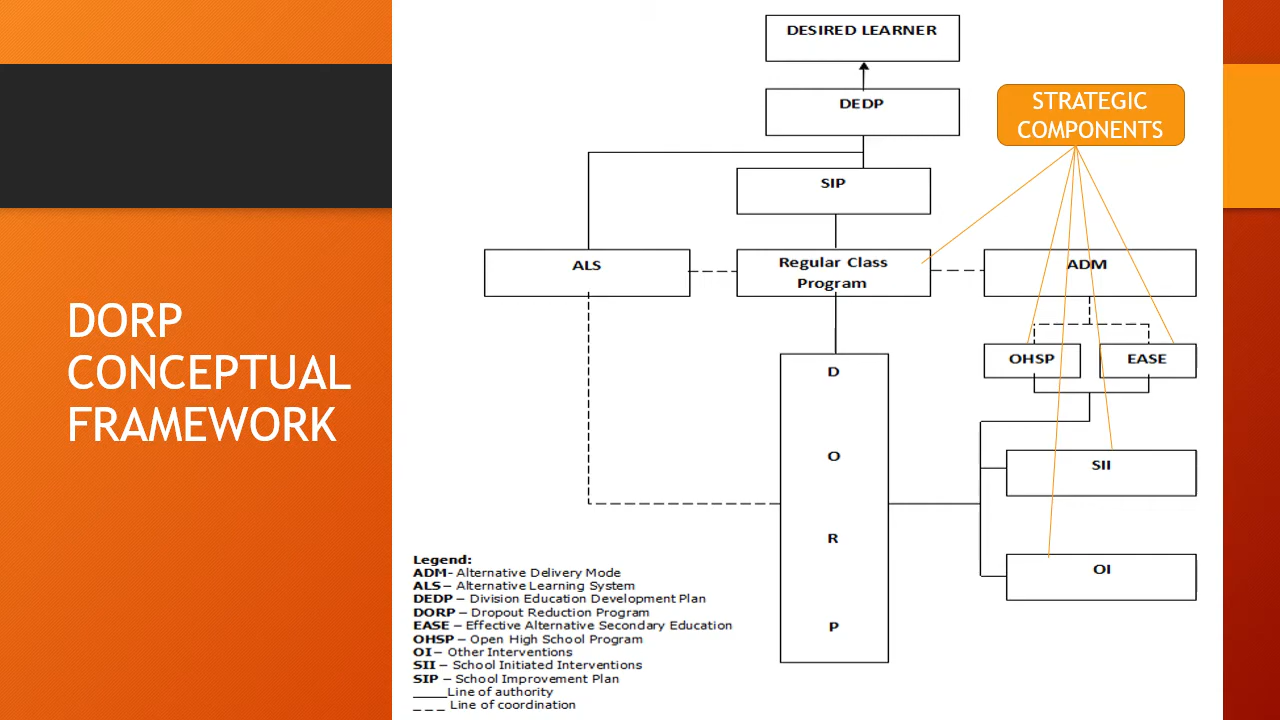 DORP
CONCEPTUAL
FRAMEWORK
DESIRED LEARNER
DEDP
STRATEGIC
COMPONENTS
SIP
ALS
Regular Class
Program
ADM
OHSP
EASE
D
O
R
P
SII
OI
Legend:
ADM- Alternative Delivery Mode
ALS – Alternative Learning System
DEDP – Division Education Development Plan
DORP – Dropout Reduction Program
EASE – Effective Alternative Secondary Education
OHSP – Open High School Program
OI – Other Interventions
SII – School Initiated Interventions
SIP – School Improvement Plan
____Line of authority
_ _ _ Line of coordination